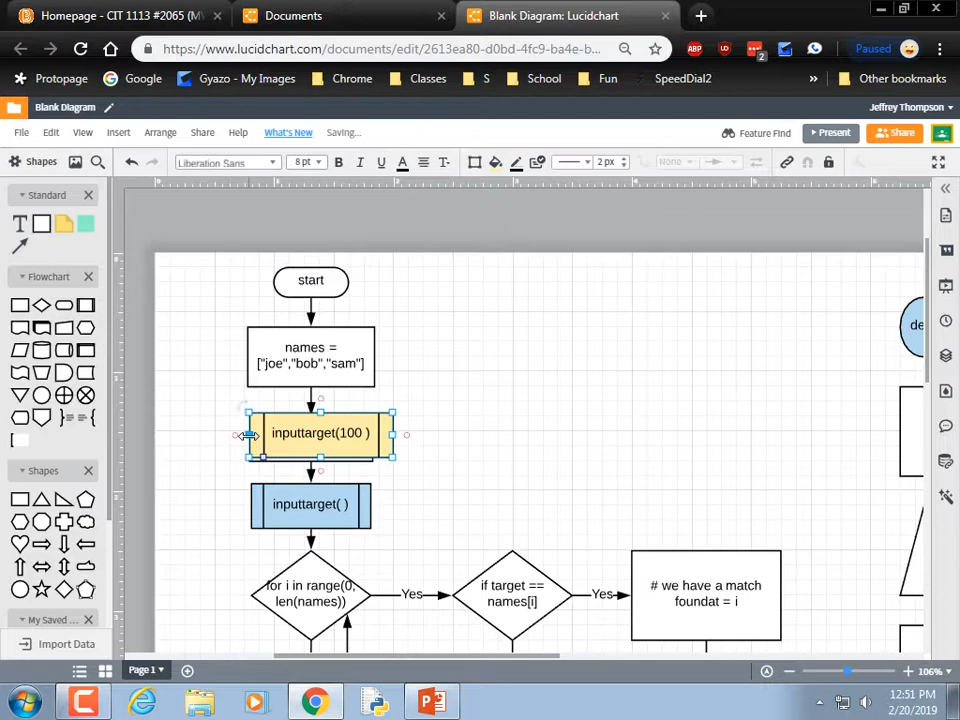 Homepage - CIT 1113 #2065 (M
Documents
Blank Diagram: Lucidchart
https://www.lucidchart.com/documents/edit/2613ea80-d0bd-4fc9-ba4e-b...
ABP
2
Paused
Protopage
Google
Gyazo - My Images
Chrome
Classes
S
School
Fun
SpeedDial2
»
Other bookmarks
Blank Diagram
Jeffrey Thompson
File
Edit
View
Insert
Arrange
Share
Help
What's New
Saving...
Feature Find
Present
Share
Shapes
Liberation Sans
8 pt
B
I
U
A
T
2 px
None
Standard
T
Flowchart
Shapes
My Saved ...
Import Data
start
names =
["joe","bob","sam"]
inputtarget(100 )
inputtarget( )
for i in range(0,
len(names))
Yes
if target ==
names[i]
Yes
# we have a match
foundat = i
de
Page 1
106%
12:51 PM
2/20/2019